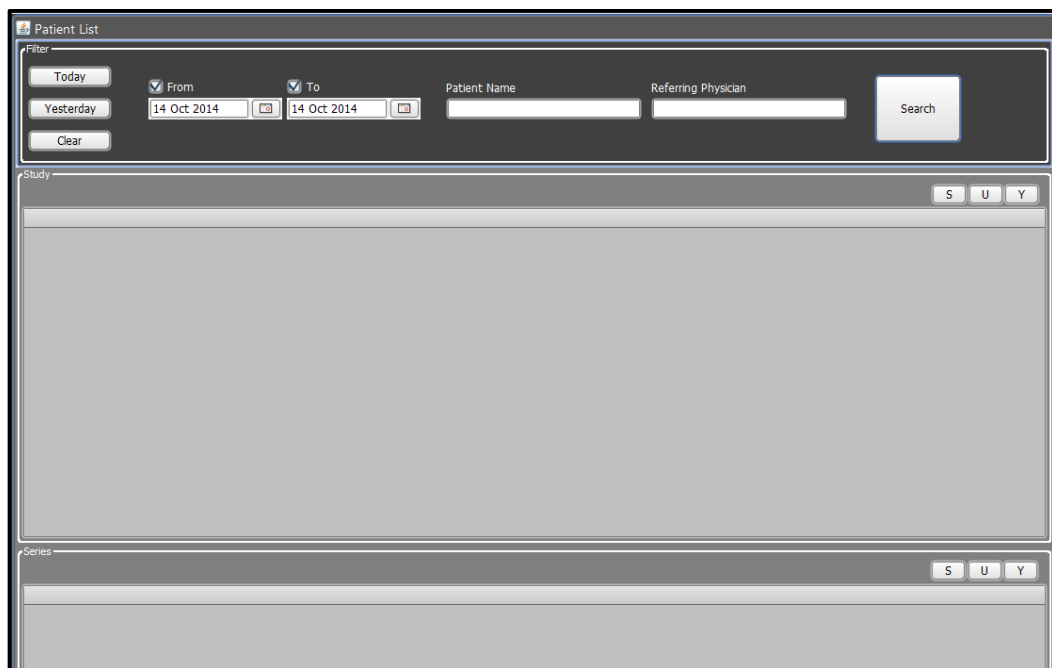 Patient List
Filter
Today
From To Patient Name Referring Physician
Yesterday 14 Oct 2014 14 Oct 2014 Search
Clear
Study
S U Y
Series
S U Y